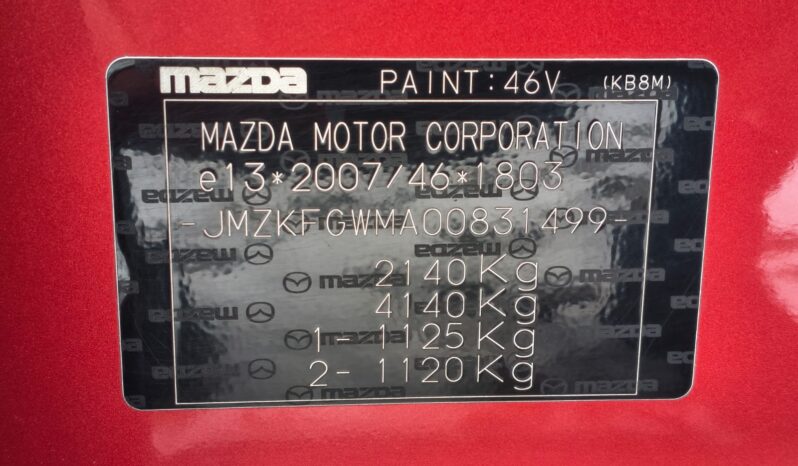 mazda PAINT:46V (KB8M)
MAZDA MOTOR CORPORATION
e13*2007/46*1803
-JMZKFGWMA00831499-
2140Kg
4140Kg
1-1125Kg
2-1120Kg